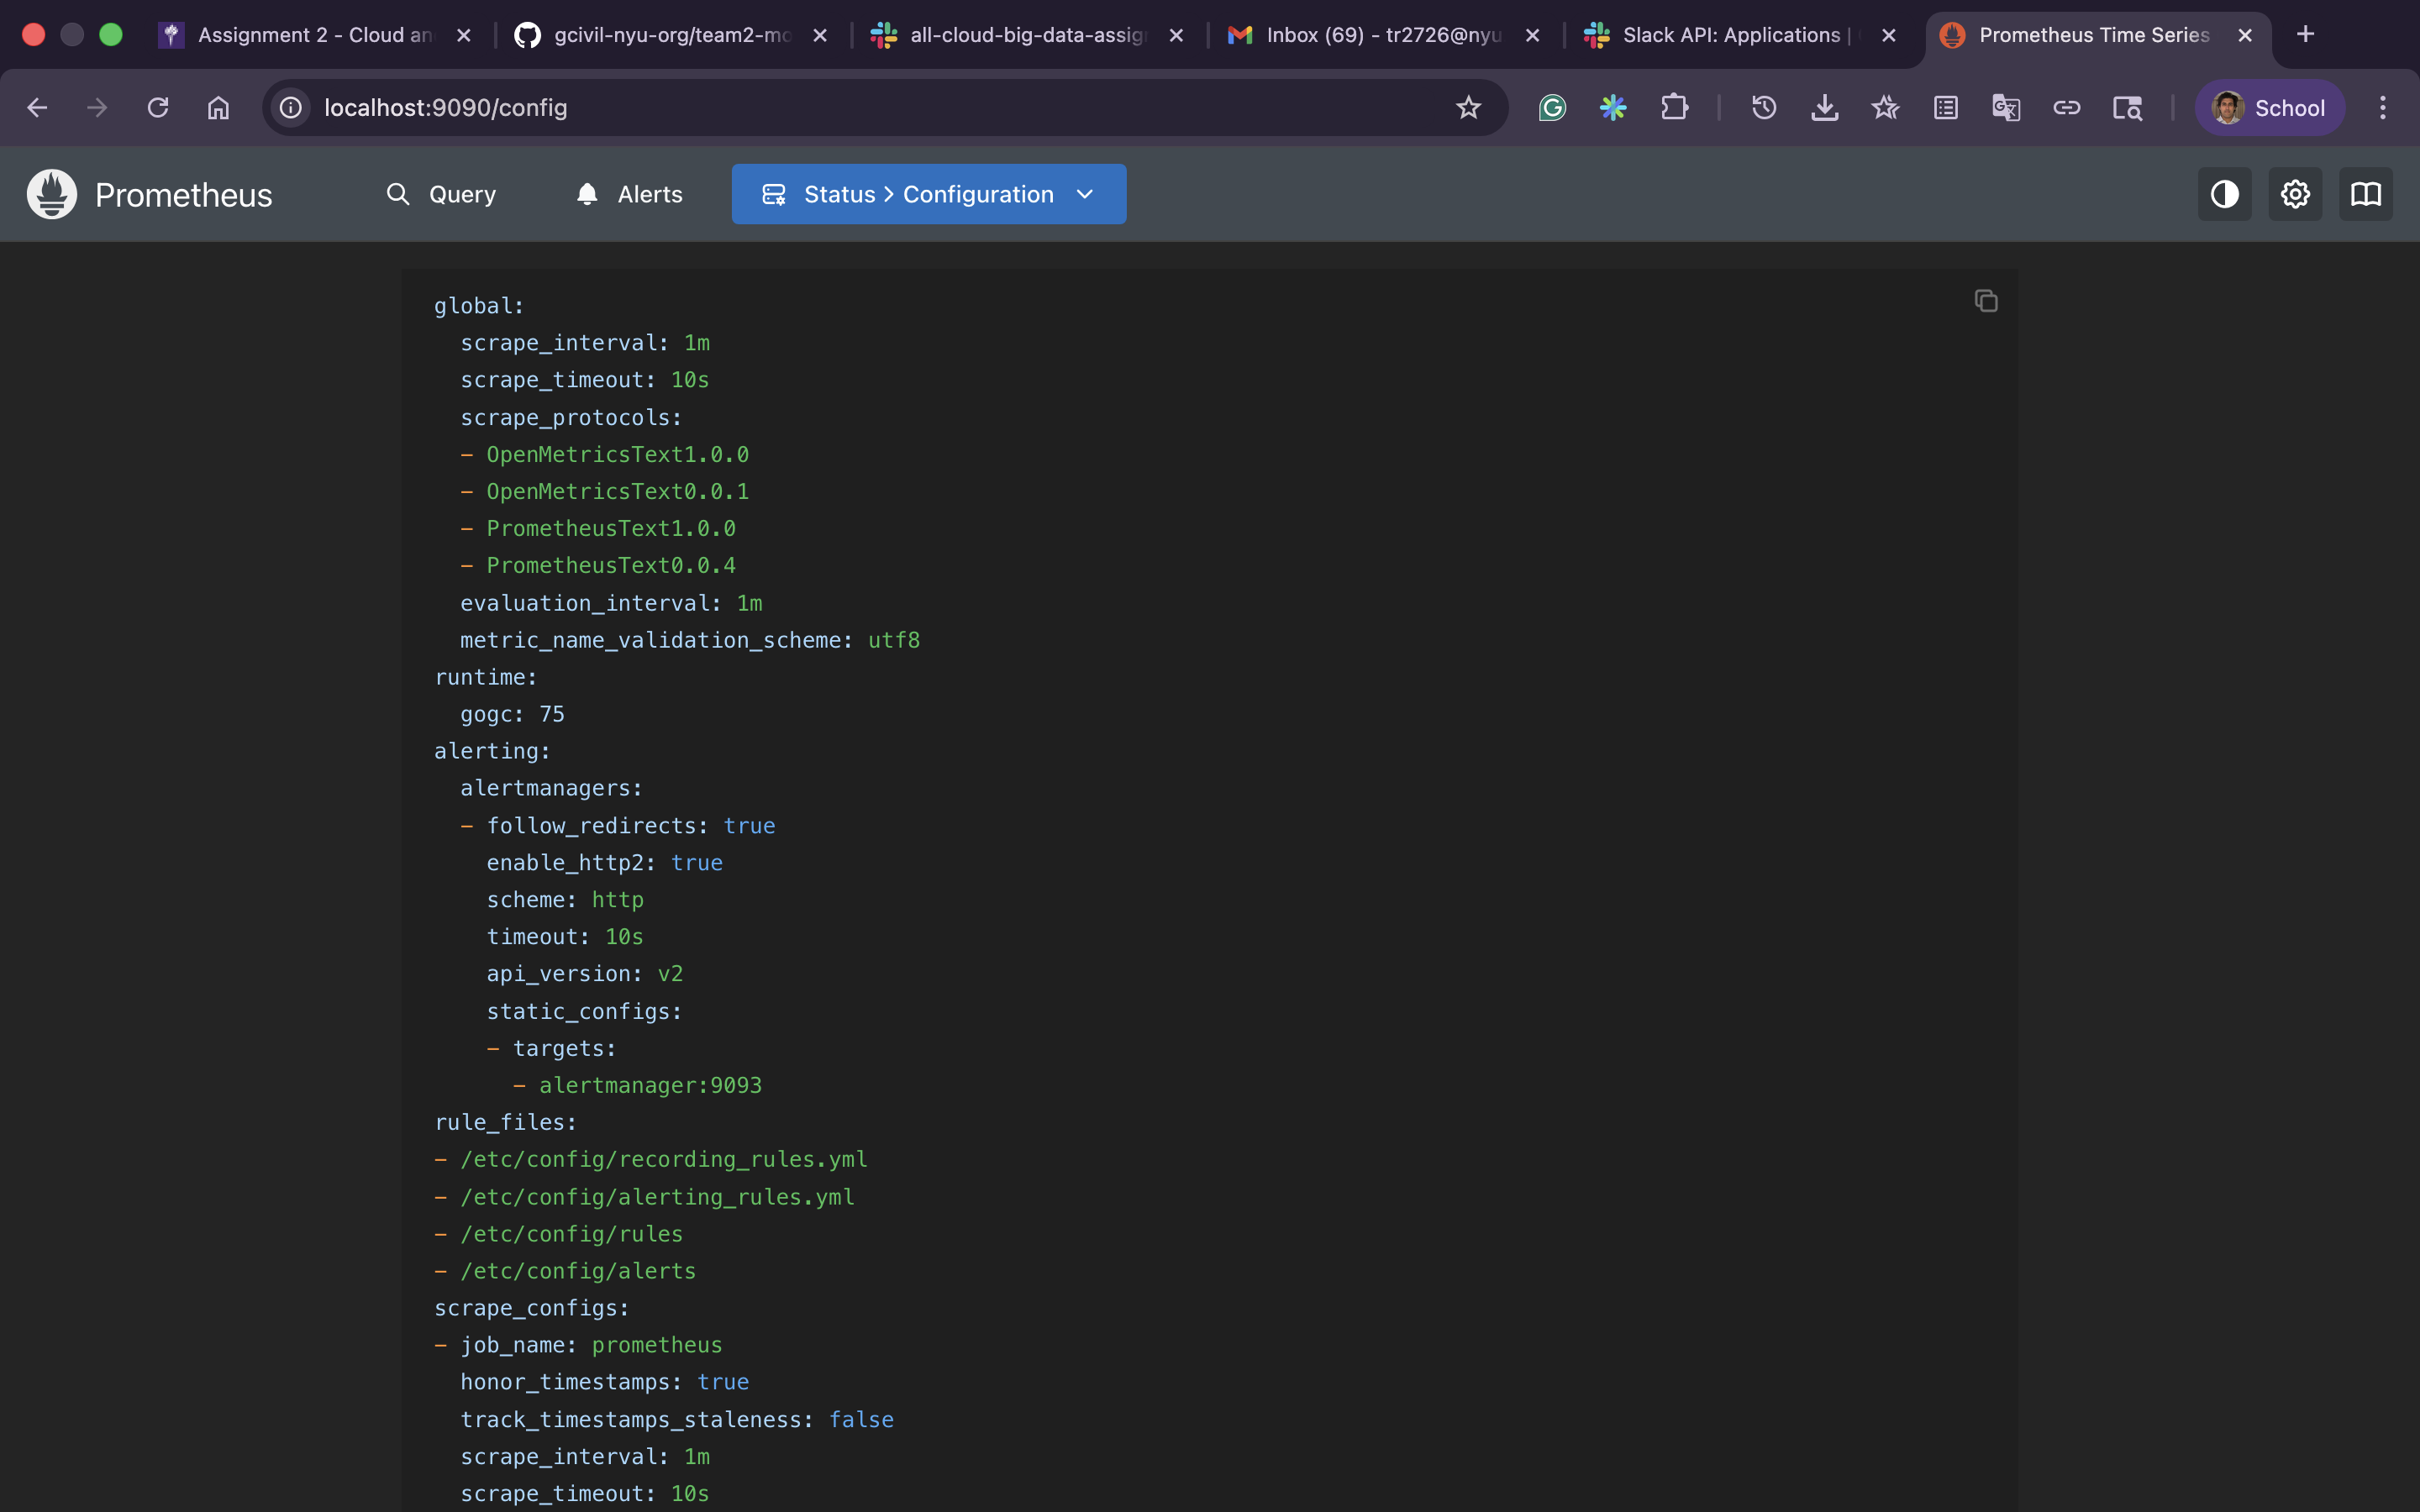 Assignment 2 - Cloud an
gcivil-nyu-org/team2-mo
all-cloud-big-data-assig
Inbox (69) - tr2726@nyu
Slack API: Applications |
Prometheus Time Series
localhost:9090/config
School
Prometheus
Query
Alerts
Status > Configuration
global:
  scrape_interval: 1m
  scrape_timeout: 10s
  scrape_protocols:
  - OpenMetricsText1.0.0
  - OpenMetricsText0.0.1
  - PrometheusText1.0.0
  - PrometheusText0.0.4
  evaluation_interval: 1m
  metric_name_validation_scheme: utf8
runtime:
  gogc: 75
alerting:
  alertmanagers:
  - follow_redirects: true
    enable_http2: true
    scheme: http
    timeout: 10s
    api_version: v2
    static_configs:
    - targets:
      - alertmanager:9093
rule_files:
- /etc/config/recording_rules.yml
- /etc/config/alerting_rules.yml
- /etc/config/rules
- /etc/config/alerts
scrape_configs:
- job_name: prometheus
  honor_timestamps: true
  track_timestamps_staleness: false
  scrape_interval: 1m
  scrape_timeout: 10s